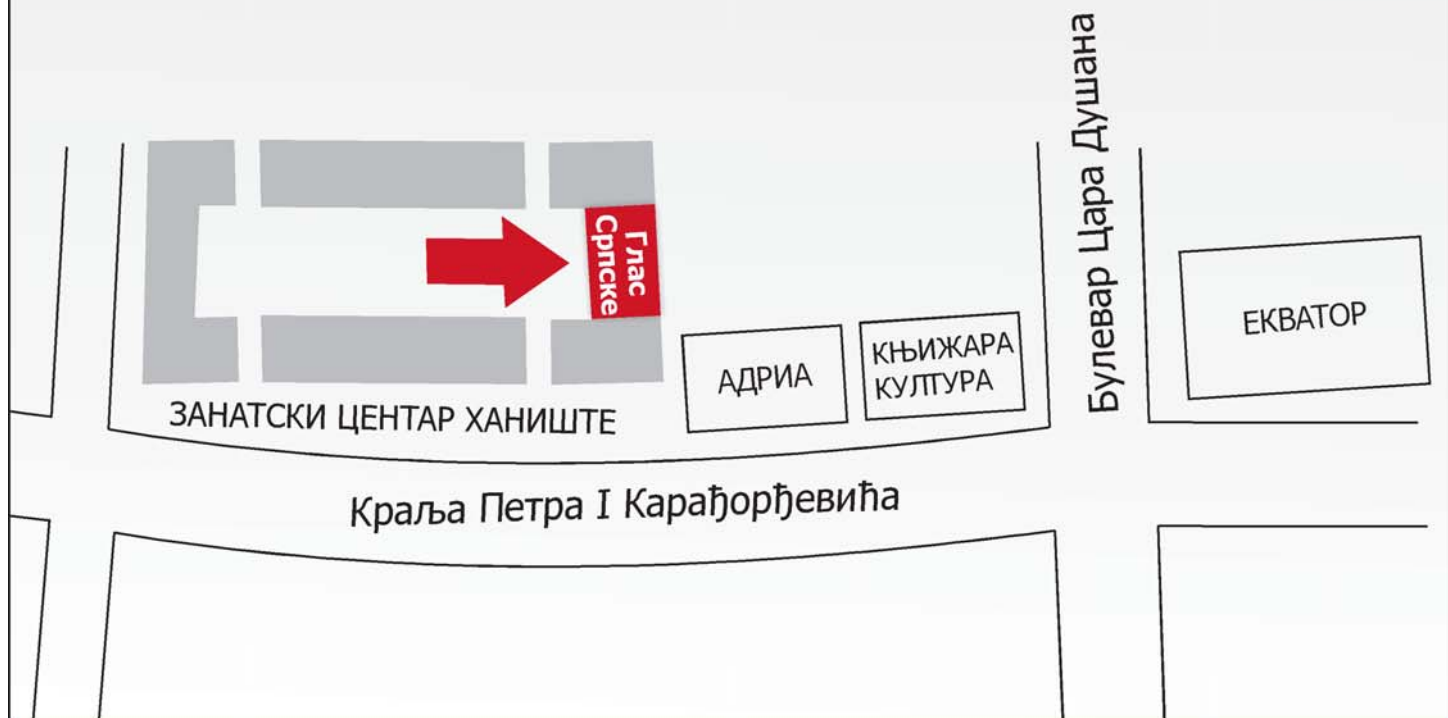 Булевар Цара Душана
Глас
Српске
ЕКВАТОР
КЊИЖАРА
КУЛТУРА
АДРИА
ЗАНАТСКИ ЦЕНТАР ХАНИШТЕ
Краља Петра I Карађорђевића